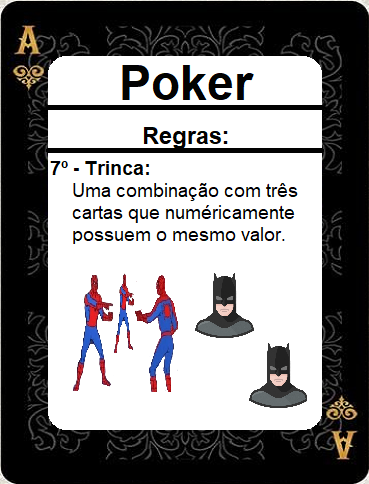 A
Poker
Regras:
7º - Trinca:
Uma combinação com três
cartas que numéricamente
possuem o mesmo valor.
A